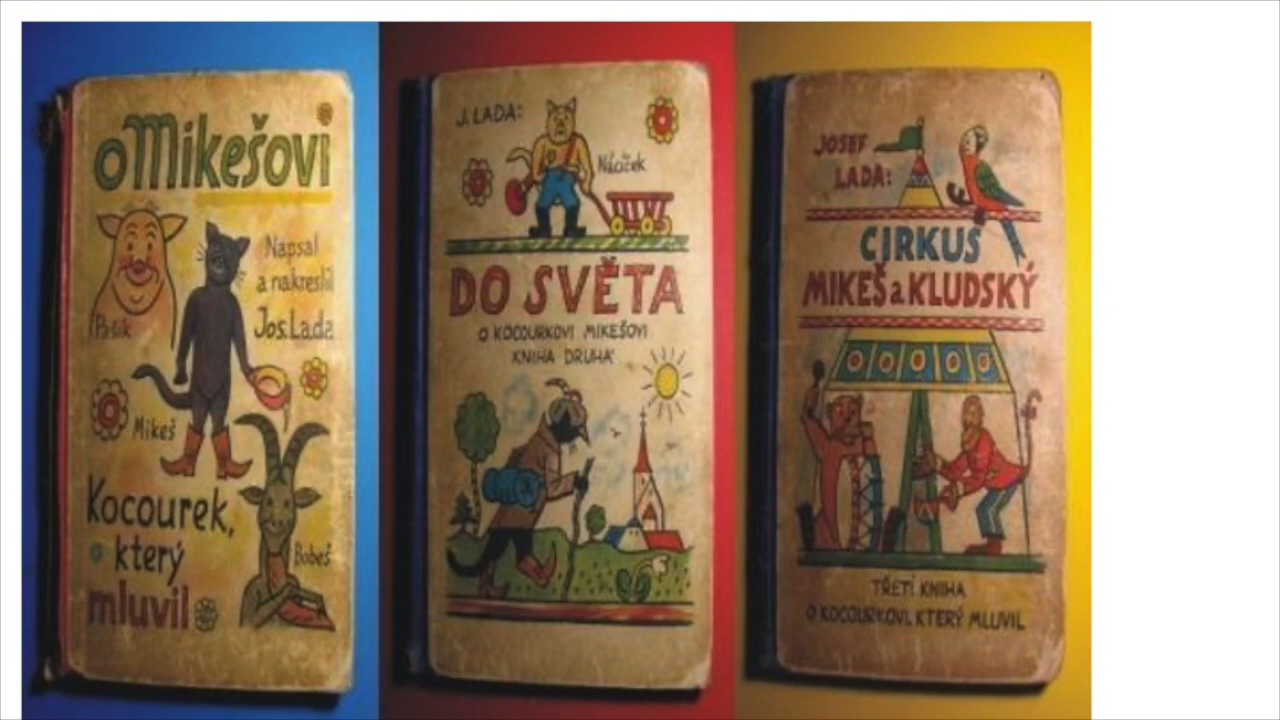 o Mikešovi
Napsal
a nakreslil
Jos. Lada
Pašík
Mikeš
Kocourek,
který
mluvil
Bobeš
J. LADA:
Náciček
DO SVĚTA
O KOCOURKOVI MIKEŠOVI
KNIHA DRUHÁ
JOSEF
LADA:
CIRKUS
MIKEŠ a KLUDSKÝ
TŘETÍ KNIHA
O KOCOURKOVI, KTERÝ MLUVIL